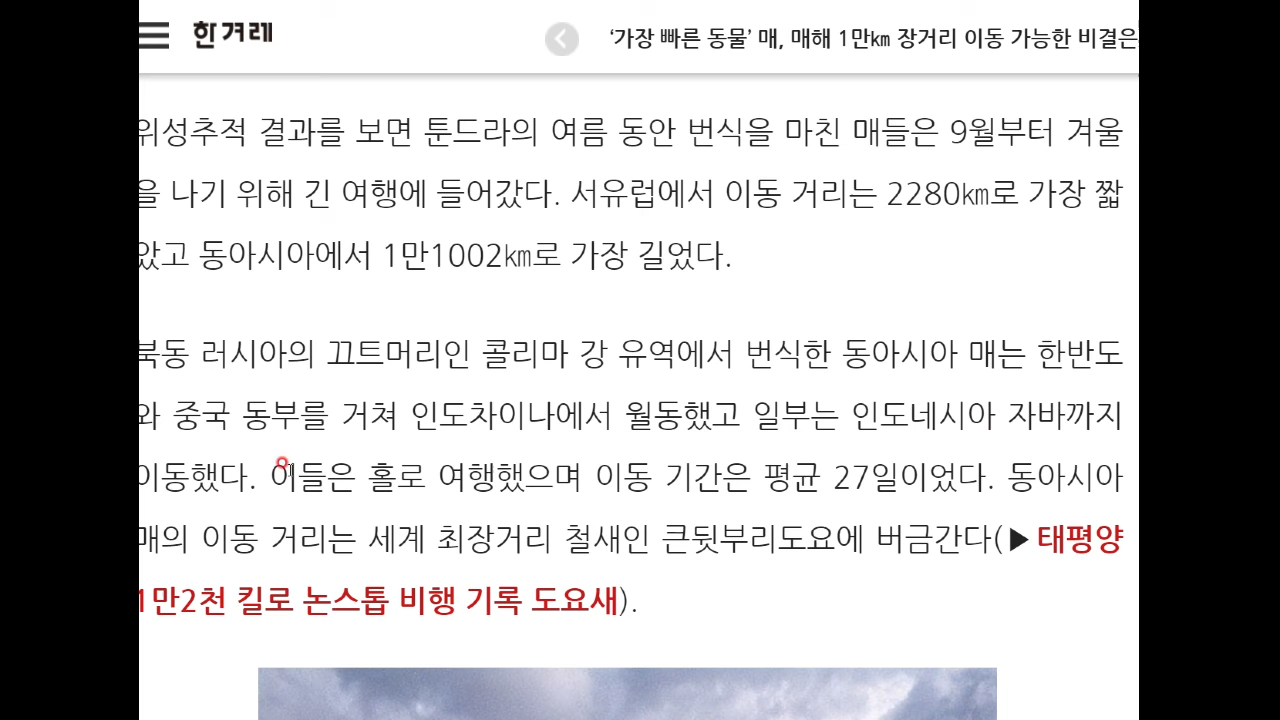 한겨레
‘가장 빠른 동물’ 매, 매해 1만㎞ 장거리 이동 가능한 비결은
위성추적 결과를 보면 툰드라의 여름 동안 번식을 마친 매들은 9월부터 겨울
을 나기 위해 긴 여행에 들어갔다. 서유럽에서 이동 거리는 2280㎞로 가장 짧
았고 동아시아에서 1만1002㎞로 가장 길었다.
북동 러시아의 끄트머리인 콜리마 강 유역에서 번식한 동아시아 매는 한반도
와 중국 동부를 거쳐 인도차이나에서 월동했고 일부는 인도네시아 자바까지
이동했다. 이들은 홀로 여행했으며 이동 기간은 평균 27일이었다. 동아시아
매의 이동 거리는 세계 최장거리 철새인 큰뒷부리도요에 버금간다(▶태평양
1만2천 킬로 논스톱 비행 기록 도요새).